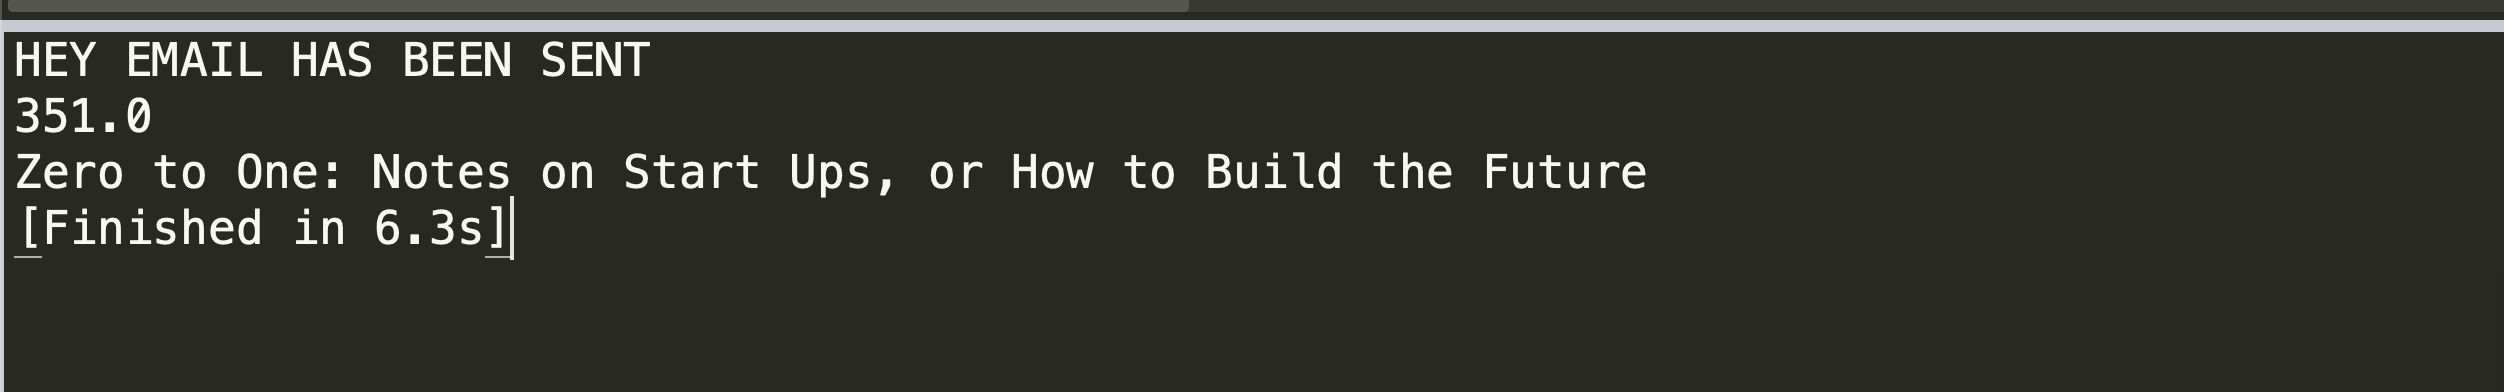 HEY EMAIL HAS BEEN SENT
351.0
Zero to One: Notes on Start Ups, or How to Build the Future
[Finished in 6.3s]